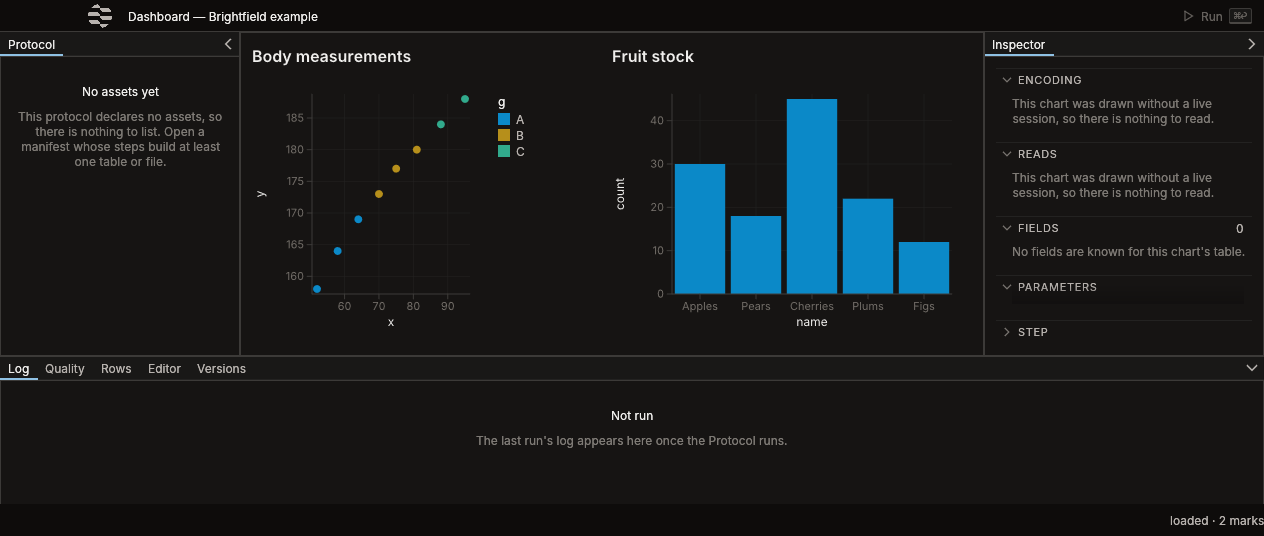 Dashboard — Brightfield example
Run ⌘P
Protocol
No assets yet
This protocol declares no assets, so
there is nothing to list. Open a
manifest whose steps build at least
one table or file.
Body measurements
g
A
B
C
185
180
175
170
165
160
y
60 70 80 90
x
Fruit stock
40
30
20
10
0
count
Apples Pears Cherries Plums Figs
name
Inspector
ENCODING
This chart was drawn without a live
session, so there is nothing to read.
READS
This chart was drawn without a live
session, so there is nothing to read.
FIELDS 0
No fields are known for this chart's table.
PARAMETERS
STEP
Log Quality Rows Editor Versions
Not run
The last run's log appears here once the Protocol runs.
loaded · 2 marks